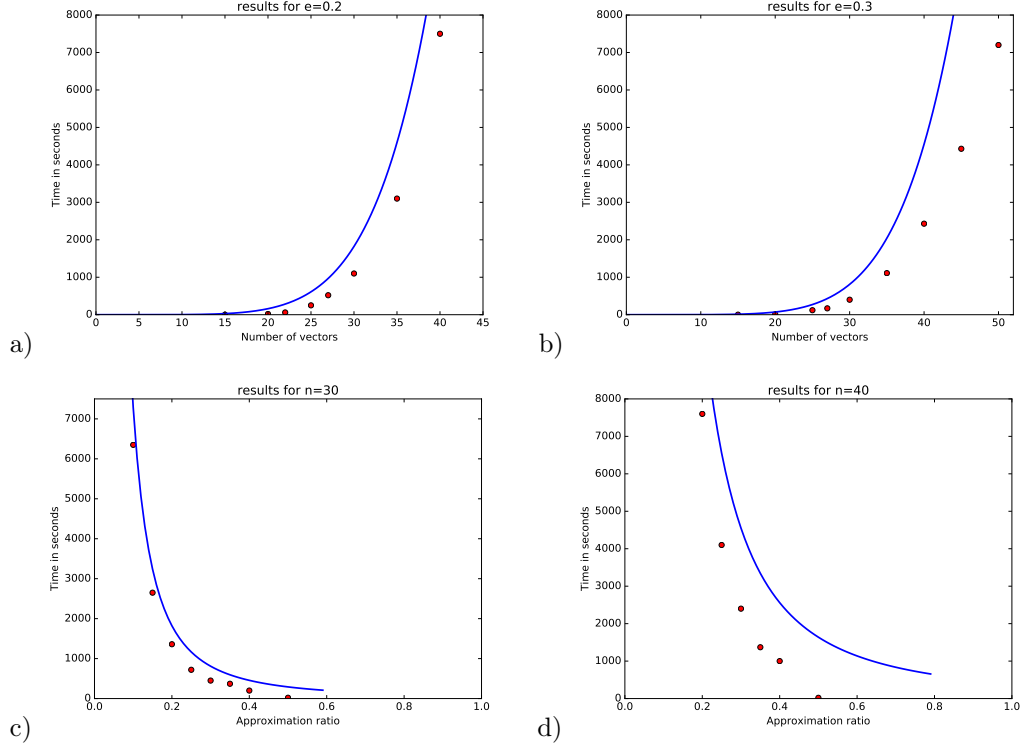 results for e=0.2
8000
7000
6000
5000
4000
3000
2000
1000
0
Time in seconds
0 5 10 15 20 25 30 35 40 45
Number of vectors
a)
results for e=0.3
8000
7000
6000
5000
4000
3000
2000
1000
0
Time in seconds
0 10 20 30 40 50
Number of vectors
b)
results for n=30
7000
6000
5000
4000
3000
2000
1000
0
Time in seconds
0.0 0.2 0.4 0.6 0.8 1.0
Approximation ratio
c)
results for n=40
8000
7000
6000
5000
4000
3000
2000
1000
0
Time in seconds
0.0 0.2 0.4 0.6 0.8 1.0
Approximation ratio
d)